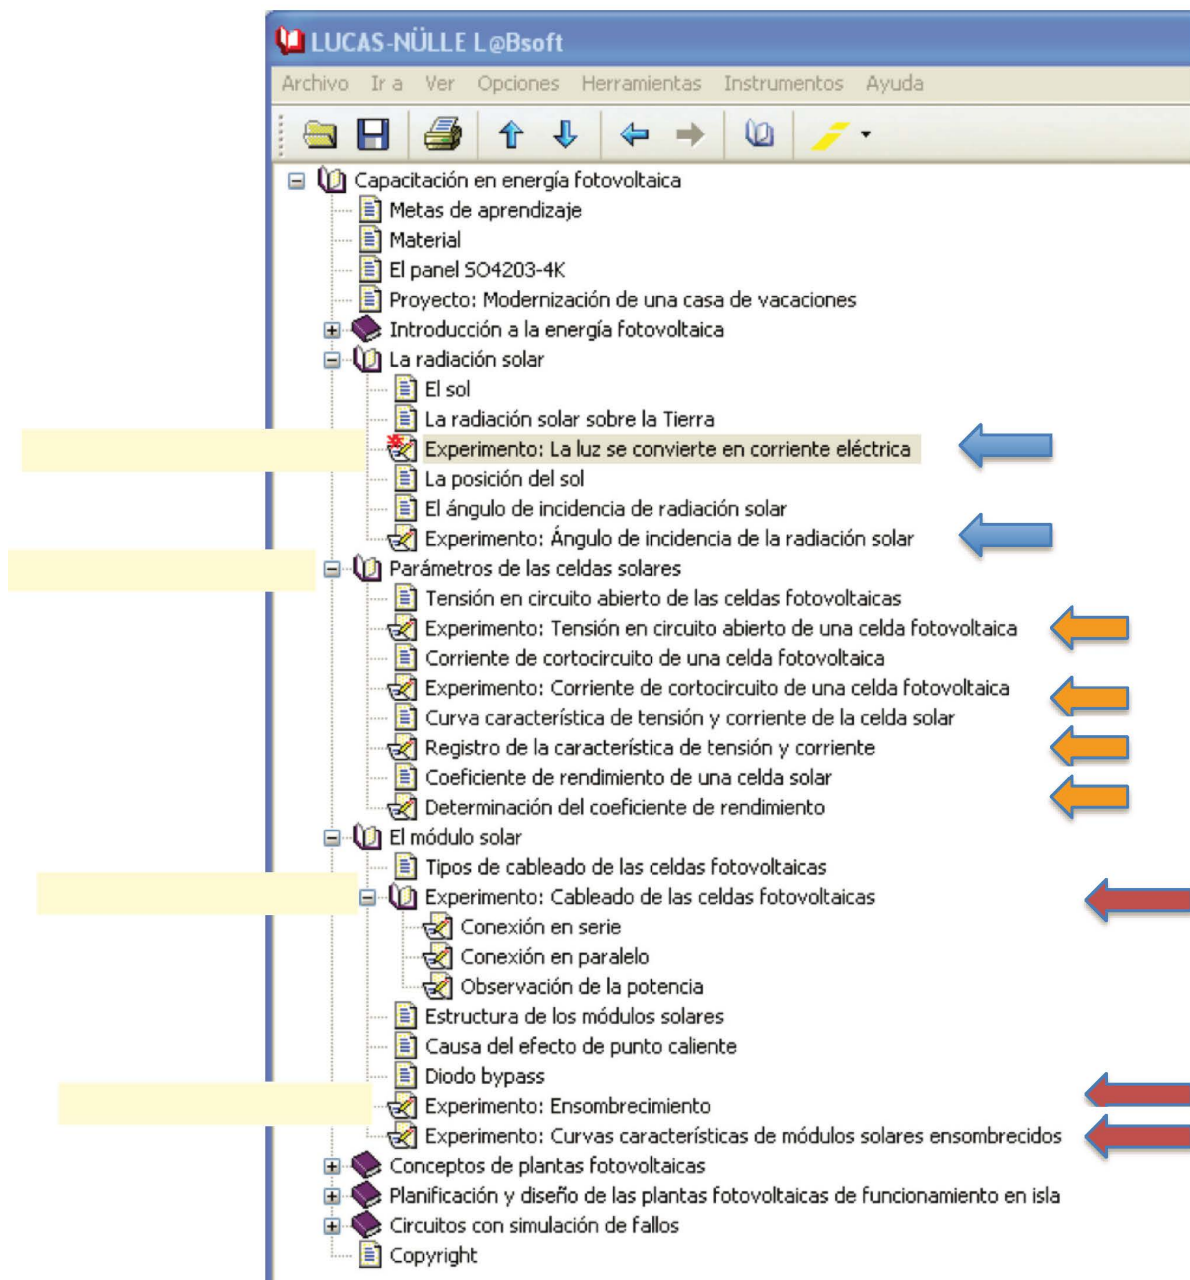 LUCAS-NÜLLE L@Bsoft
Archivo Ir a Ver Opciones Herramientas Instrumentos Ayuda
Capacitación en energía fotovoltaica
Metas de aprendizaje
Material
El panel SO4203-4K
Proyecto: Modernización de una casa de vacaciones
Introducción a la energía fotovoltaica
La radiación solar
El sol
La radiación solar sobre la Tierra
Experimento: La luz se convierte en corriente eléctrica
La posición del sol
El ángulo de incidencia de radiación solar
Experimento: Ángulo de incidencia de la radiación solar
Parámetros de las celdas solares
Tensión en circuito abierto de las celdas fotovoltaicas
Experimento: Tensión en circuito abierto de una celda fotovoltaica
Corriente de cortocircuito de una celda fotovoltaica
Experimento: Corriente de cortocircuito de una celda fotovoltaica
Curva característica de tensión y corriente de la celda solar
Registro de la característica de tensión y corriente
Coeficiente de rendimiento de una celda solar
Determinación del coeficiente de rendimiento
El módulo solar
Tipos de cableado de las celdas fotovoltaicas
Experimento: Cableado de las celdas fotovoltaicas
Conexión en serie
Conexión en paralelo
Observación de la potencia
Estructura de los módulos solares
Causa del efecto de punto caliente
Diodo bypass
Experimento: Ensombrecimiento
Experimento: Curvas características de módulos solares ensombrecidos
Conceptos de plantas fotovoltaicas
Planificación y diseño de las plantas fotovoltaicas de funcionamiento en isla
Circuitos con simulación de fallos
Copyright